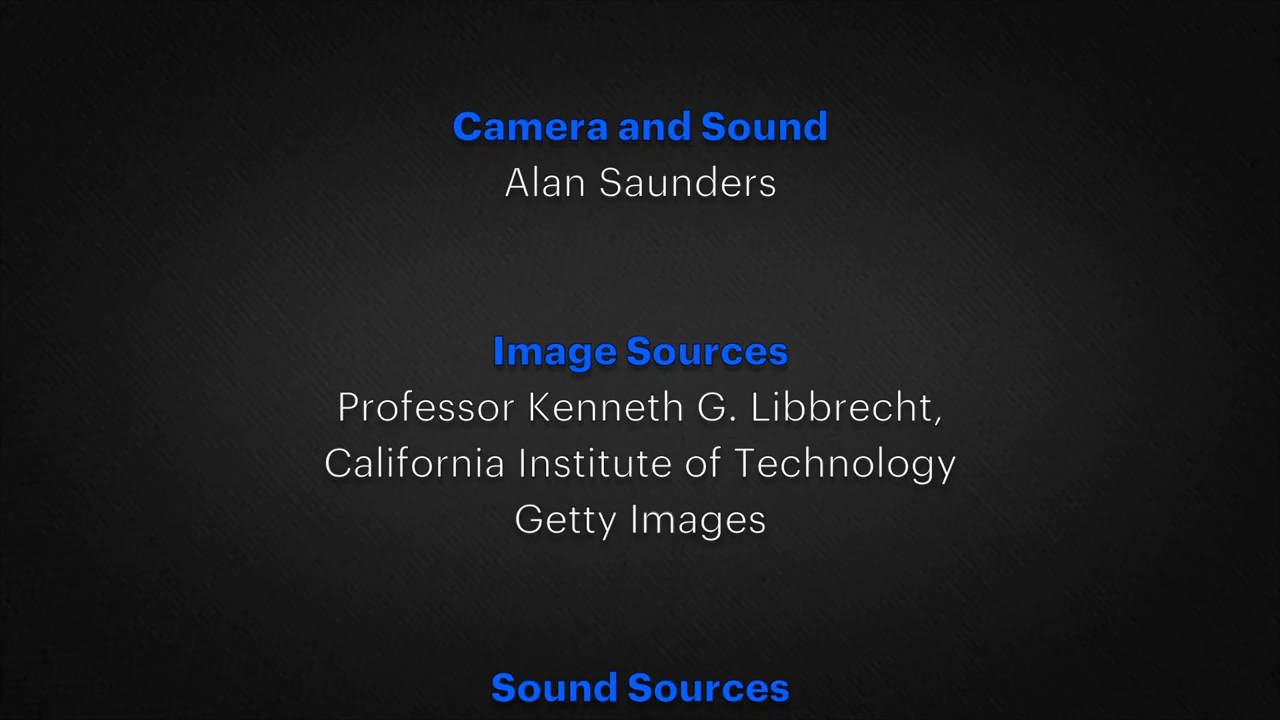 Camera and Sound
Alan Saunders
Image Sources
Professor Kenneth G. Libbrecht,
California Institute of Technology
Getty Images
Sound Sources